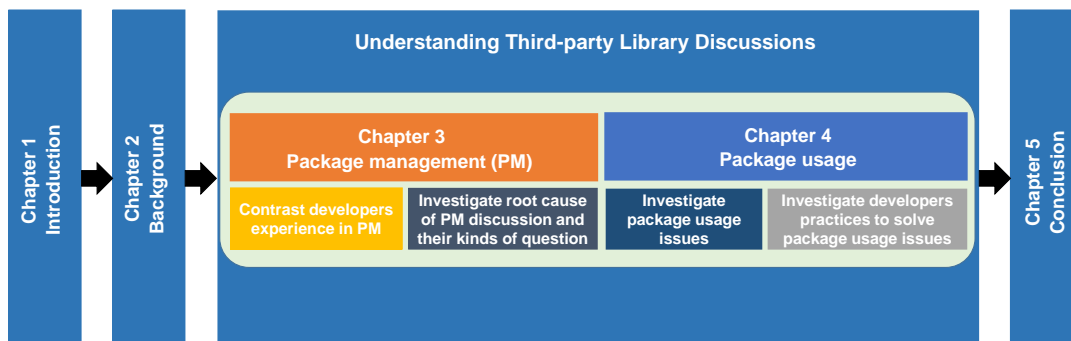 Chapter 1
Introduction
Chapter 2
Background
Understanding Third-party Library Discussions
Chapter 3
Package management (PM)
Contrast developers
experience in PM
Investigate root cause
of PM discussion and
their kinds of question
Chapter 4
Package usage
Investigate
package usage
issues
Investigate developers
practices to solve
package usage issues
Chapter 5
Conclusion